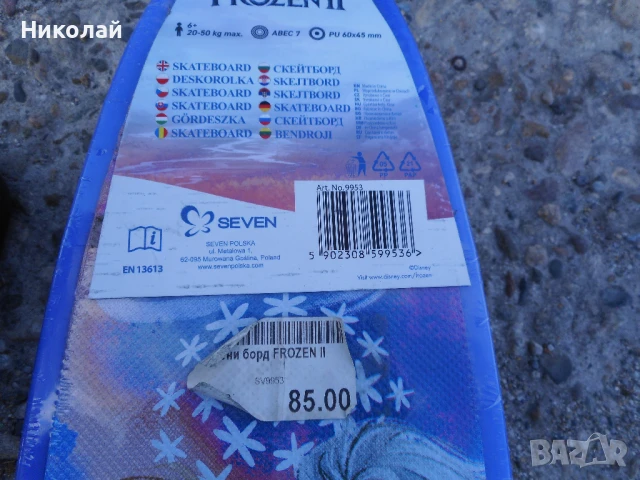 Николай
FROZEN II
6+
20-50 kg max.
ABEC 7
PU 60x45 mm
SKATEBOARD
DESKOROLKA
SKATEBOARD
SKATEBOARD
GÖRDESZKA
SKATEBOARD
СКЕЙТБОРД
SKEJTBORD
SKEJTBORD
SKATEBOARD
СКЕЙТБОРД
BENDROJI
Art. No. 9953
SEVEN
SEVEN POLSKA
ul. Metalowa 1,
62-095 Murowana Goślina, Poland
www.sevenpolska.com
EN 13613
5 902308 599536>
©Disney
Visit www.disney.com/frozen
ни борд FROZEN II
SV9953
85.00
BAZAR